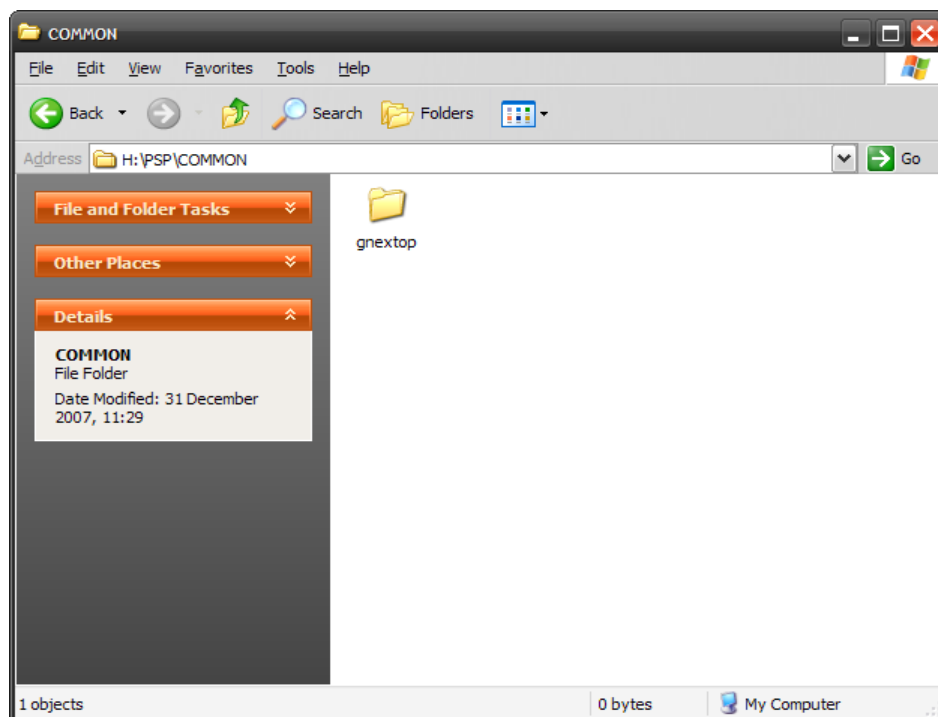 COMMON
File Edit View Favorites Tools Help
Back Search Folders
Address H:\PSP\COMMON Go
File and Folder Tasks
Other Places
Details
COMMON
File Folder
Date Modified: 31 December
2007, 11:29
gnextop
1 objects 0 bytes My Computer